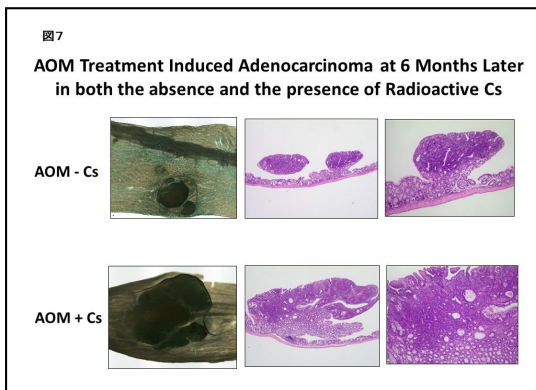 図7
AOM Treatment Induced Adenocarcinoma at 6 Months Later
in both the absence and the presence of Radioactive Cs
AOM - Cs
AOM + Cs